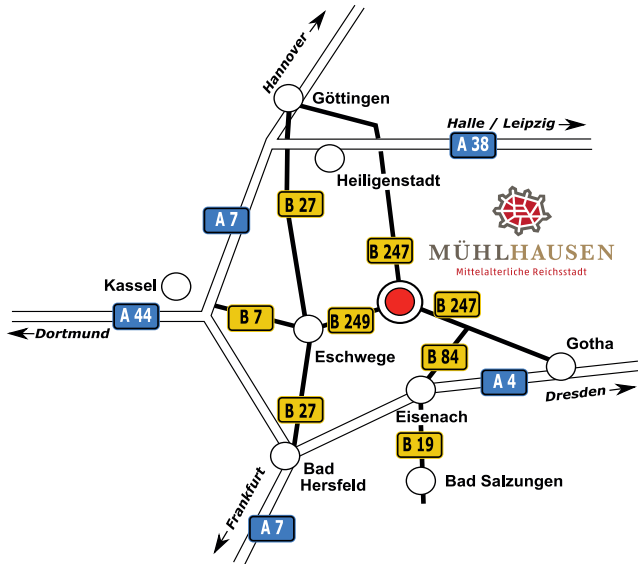 Hannover
Göttingen
Halle / Leipzig
A 38
Heiligenstadt
B 27
A 7
B 247
MÜHLHAUSEN
Mittelalterliche Reichsstadt
Kassel
A 44
Dortmund
B 7
B 249
B 247
Eschwege
B 84
Gotha
A 4
Dresden
B 27
Eisenach
B 19
Bad
Hersfeld
Bad Salzungen
Frankfurt
A 7